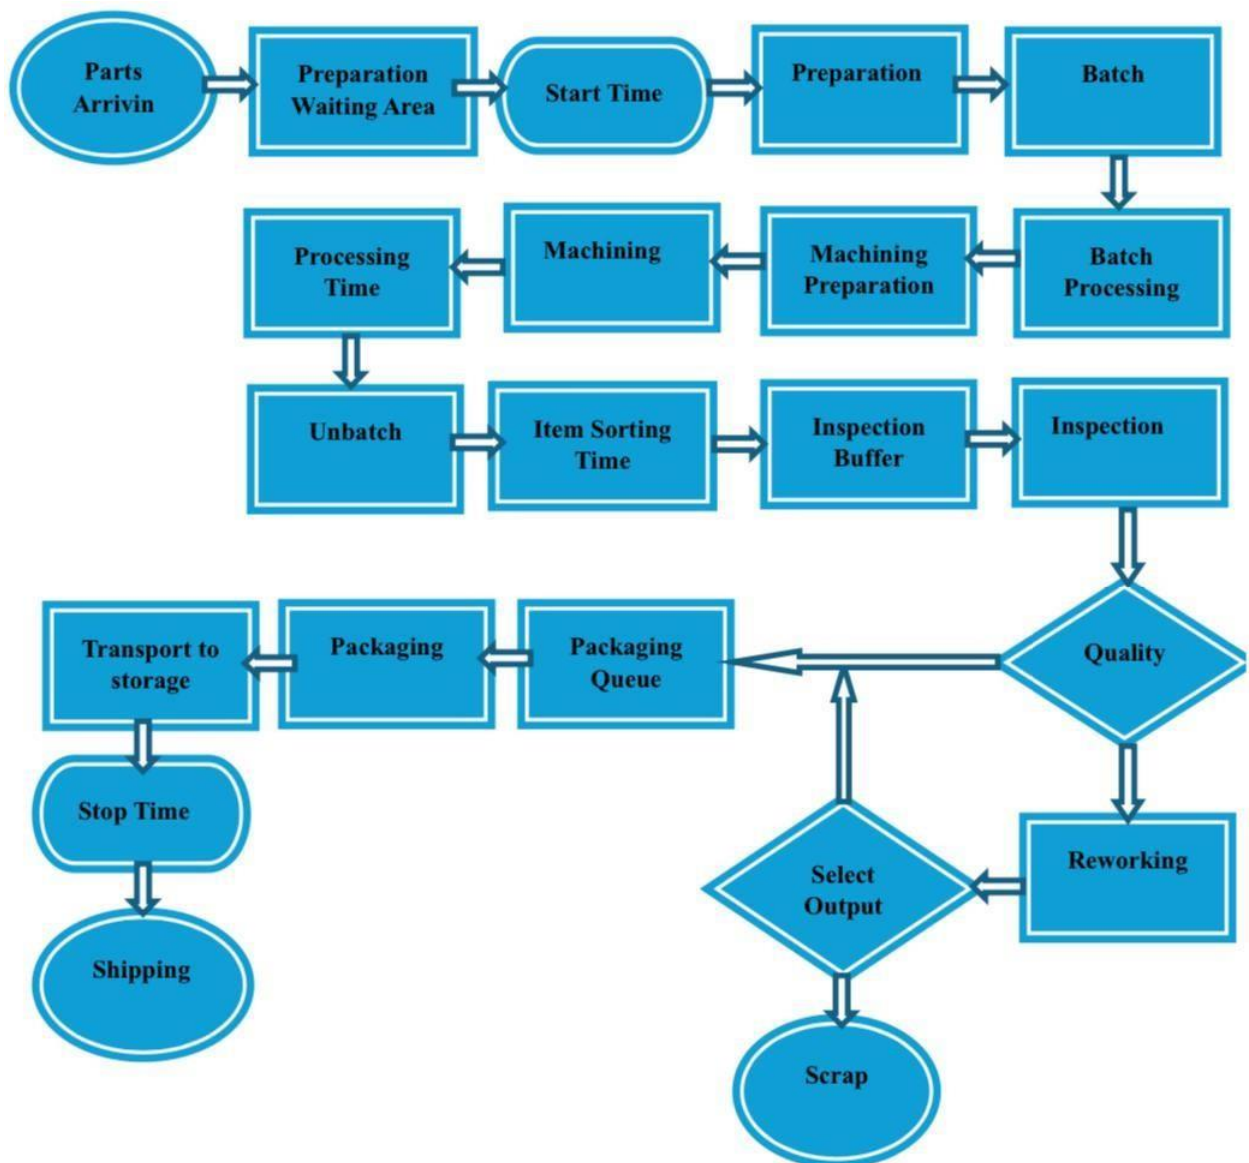 Parts
Arrivin
Preparation
Waiting Area
Start Time
Preparation
Batch
Processing
Time
Machining
Machining
Preparation
Batch
Processing
Unbatch
Item Sorting
Time
Inspection
Buffer
Inspection
Transport to
storage
Packaging
Packaging
Queue
Quality
Stop Time
Select
Output
Reworking
Shipping
Scrap